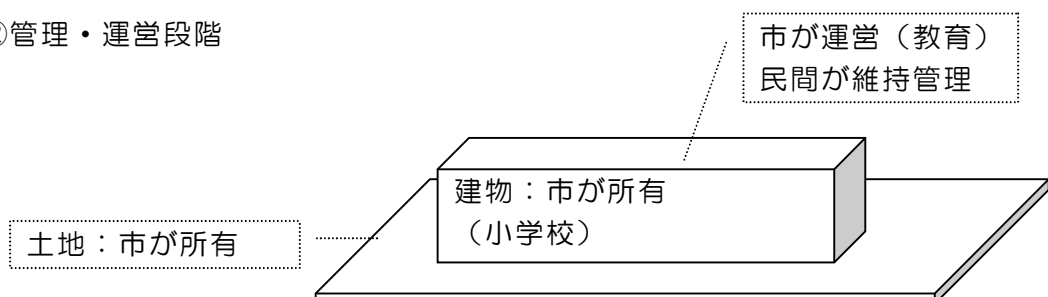 管理・運営段階
市が運営（教育）
民間が維持管理
建物：市が所有
（小学校）
土地：市が所有